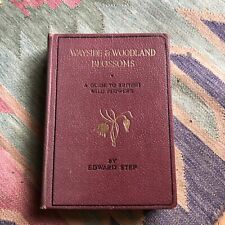 WAYSIDE & WOODLAND
BLOSSOMS
A GUIDE TO BRITISH
WILD FLOWERS
BY
EDWARD STEP